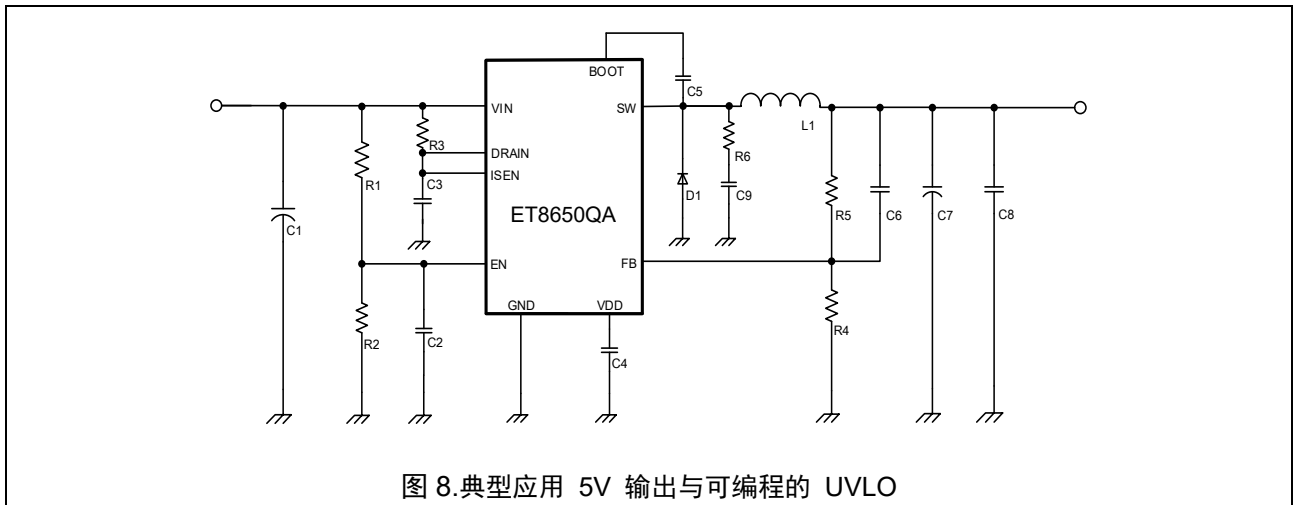 BOOT
C5
VIN
SW
L1
R3
DRAIN
R6
ISEN
R1
C3
D1
C9
C1
ET8650QA
R5
C6
C7
C8
EN
FB
GND
VDD
R4
R2
C2
C4
图 8.典型应用 5V 输出与可编程的 UVLO